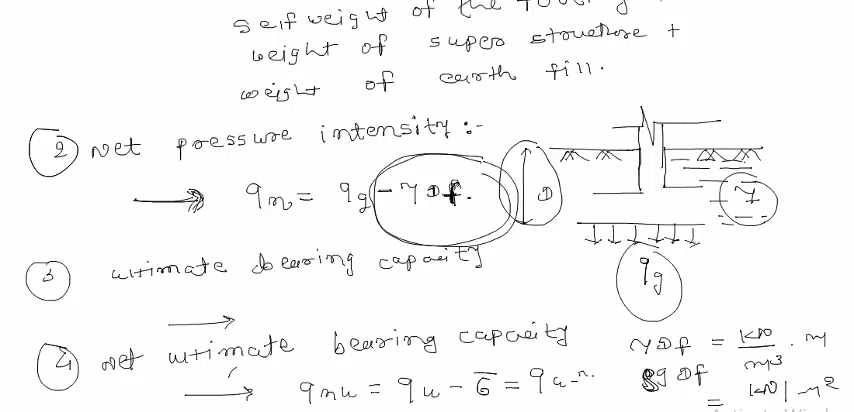 self weight of the footing
weight of super structure +
weight of earth fill.
2 Net pressure intensity :-
→ qn = qg - γDf.
D
γ
qg
3 ultimate bearing capacity
→
4 net ultimate bearing capacity
→ qnu = qu - σ̄ = qu -
γDf = kN/m³ . m
Df
= kN/m²